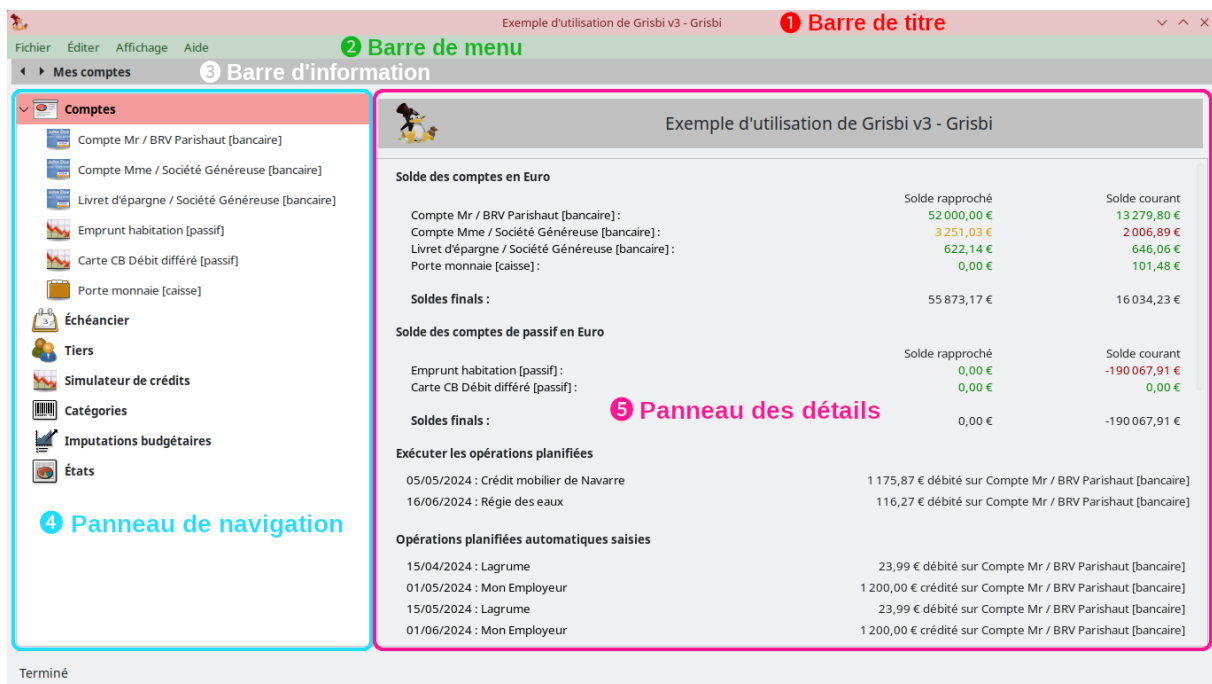 Exemple d'utilisation de Grisbi v3 - Grisbi ❶ Barre de titre
Fichier Éditer Affichage Aide ❷ Barre de menu
Mes comptes ❸ Barre d'information
Comptes
Compte Mr / BRV Parishaut [bancaire]
Compte Mme / Société Généreuse [bancaire]
Livret d'épargne / Société Généreuse [bancaire]
Emprunt habitation [passif]
Carte CB Débit différé [passif]
Porte monnaie [caisse]
Échéancier
Tiers
Simulateur de crédits
Catégories
Imputations budgétaires
États
❹ Panneau de navigation
Exemple d'utilisation de Grisbi v3 - Grisbi
Solde des comptes en Euro
Solde rapproché Solde courant
Compte Mr / BRV Parishaut [bancaire] : 52 000,00 € 13 279,80 €
Compte Mme / Société Généreuse [bancaire] : 3 251,03 € 2 006,89 €
Livret d'épargne / Société Généreuse [bancaire] : 622,14 € 646,06 €
Porte monnaie [caisse] : 0,00 € 101,48 €
Soldes finals : 55 873,17 € 16 034,23 €
Solde des comptes de passif en Euro
Solde rapproché Solde courant
Emprunt habitation [passif] : 0,00 € -190 067,91 €
Carte CB Débit différé [passif] : 0,00 € 0,00 €
❺ Panneau des détails
Soldes finals : 0,00 € -190 067,91 €
Exécuter les opérations planifiées
05/05/2024 : Crédit mobilier de Navarre 1 175,87 € débité sur Compte Mr / BRV Parishaut [bancaire]
16/06/2024 : Régie des eaux 116,27 € débité sur Compte Mr / BRV Parishaut [bancaire]
Opérations planifiées automatiques saisies
15/04/2024 : Lagrume 23,99 € débité sur Compte Mr / BRV Parishaut [bancaire]
01/05/2024 : Mon Employeur 1 200,00 € crédité sur Compte Mr / BRV Parishaut [bancaire]
15/05/2024 : Lagrume 23,99 € débité sur Compte Mr / BRV Parishaut [bancaire]
01/06/2024 : Mon Employeur 1 200,00 € crédité sur Compte Mr / BRV Parishaut [bancaire]
Terminé